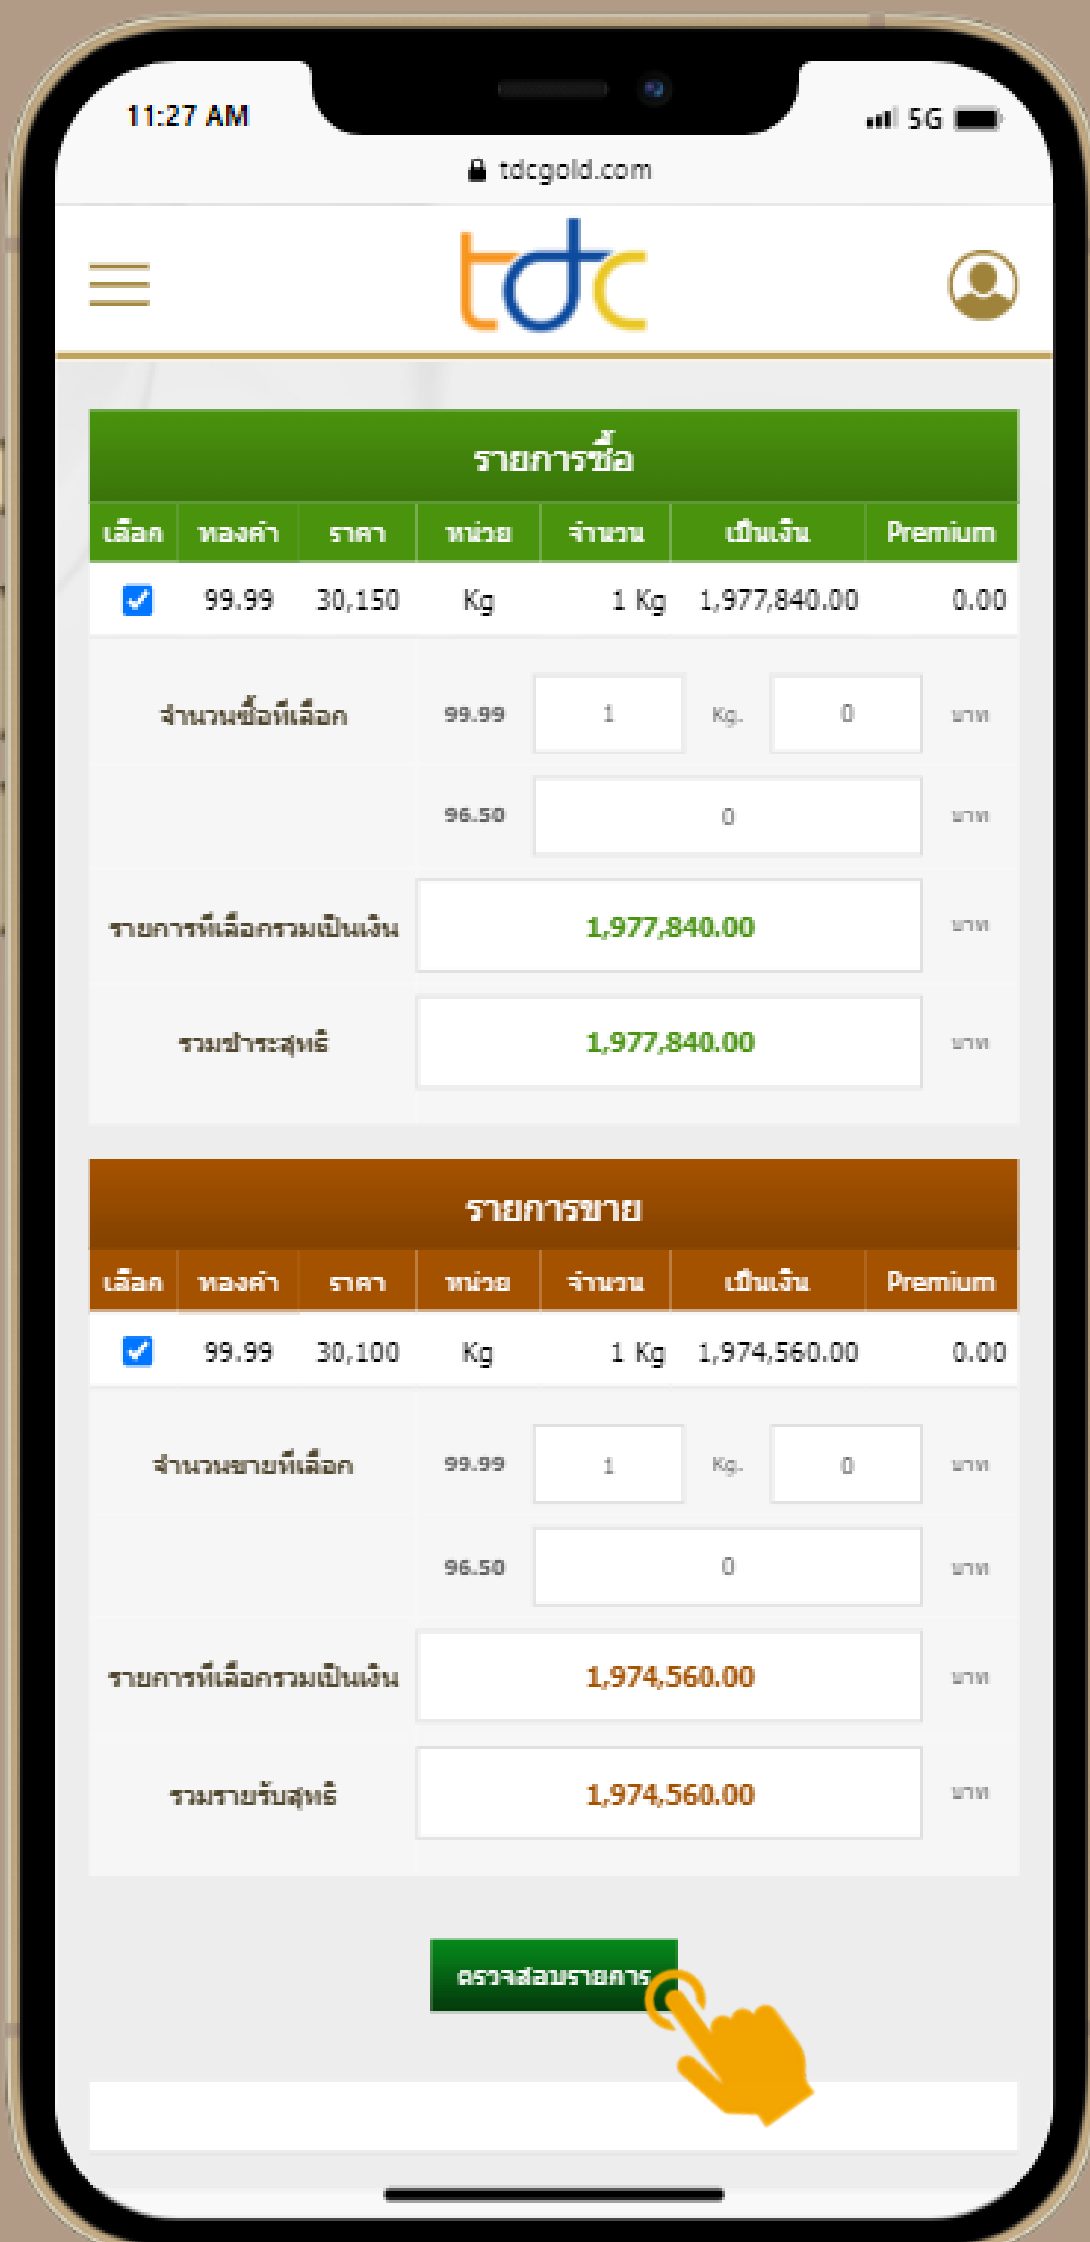 11:27 AM
5G
tdcgold.com
tdc
รายการซื้อ
เลือก ทองคำ ราคา หน่วย จำนวน เป็นเงิน Premium
99.99 30,150 Kg 1 Kg 1,977,840.00 0.00
จำนวนซื้อที่เลือก 99.99 1 Kg. 0 บาท
96.50 0 บาท
รายการที่เลือกรวมเป็นเงิน 1,977,840.00 บาท
รวมชำระสุทธิ 1,977,840.00 บาท
รายการขาย
เลือก ทองคำ ราคา หน่วย จำนวน เป็นเงิน Premium
99.99 30,100 Kg 1 Kg 1,974,560.00 0.00
จำนวนขายที่เลือก 99.99 1 Kg. 0 บาท
96.50 0 บาท
รายการที่เลือกรวมเป็นเงิน 1,974,560.00 บาท
รวมรายรับสุทธิ 1,974,560.00 บาท
ตรวจสอบรายการ